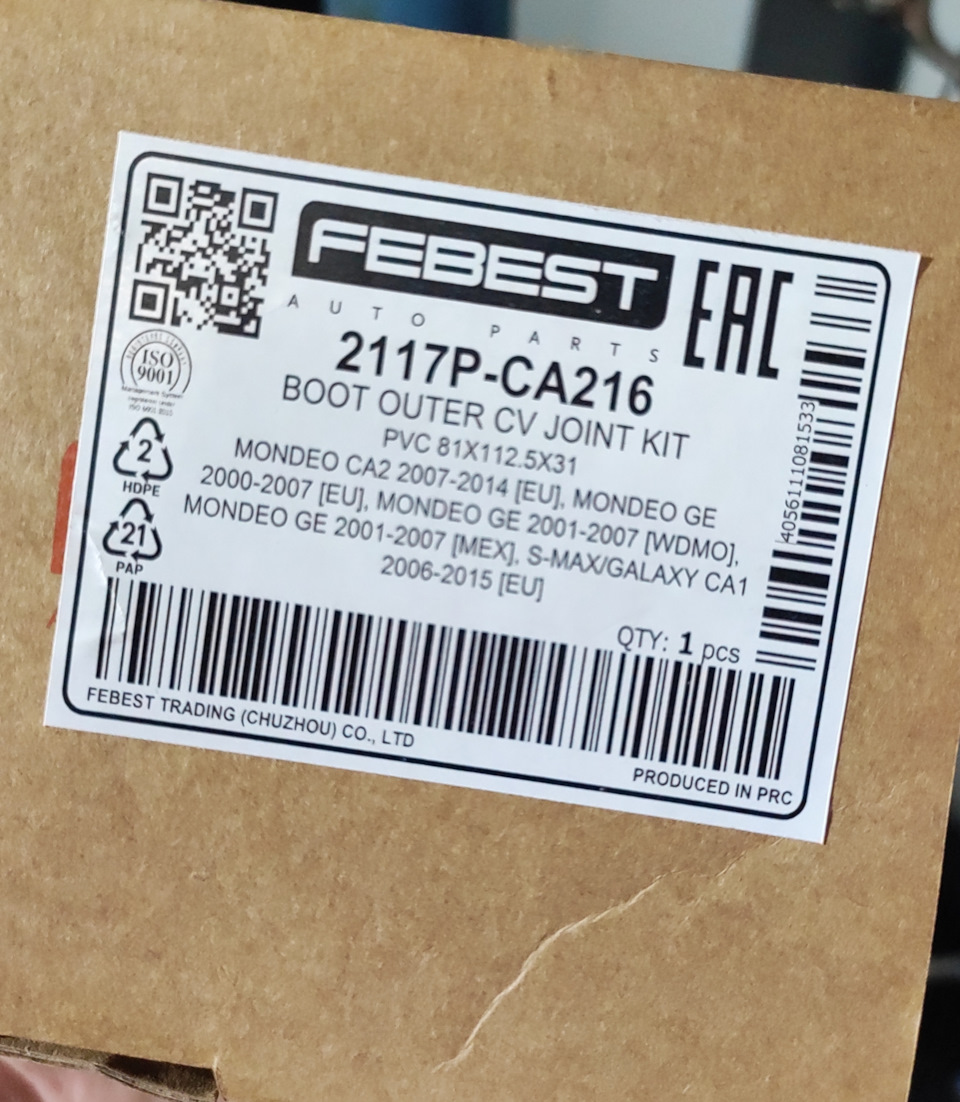 FEBEST
AUTO PARTS
EAC
2117P-CA216
BOOT OUTER CV JOINT KIT
PVC 81X112.5X31
MONDEO CA2 2007-2014 [EU], MONDEO GE
2000-2007 [EU], MONDEO GE 2001-2007 [WDMO],
MONDEO GE 2001-2007 [MEX], S-MAX/GALAXY CA1
2006-2015 [EU]
ISO
9001
Management System
2
HDPE
21
PAP
4056111081533
QTY: 1 pcs
FEBEST TRADING (CHUZHOU) CO., LTD
PRODUCED IN PRC